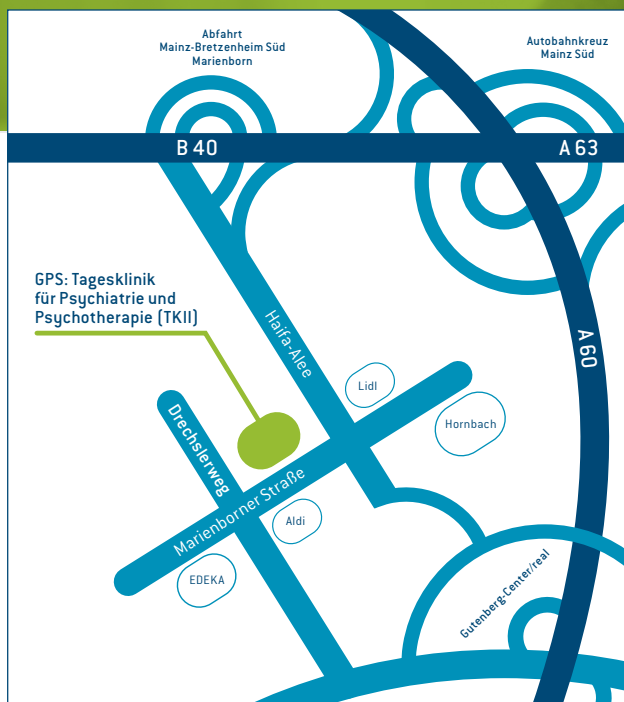 Abfahrt
Mainz-Bretzenheim Süd
Marienborn
Autobahnkreuz
Mainz Süd
B 40
A 63
GPS: Tagesklinik
für Psychiatrie und
Psychotherapie (TKII)
Haifa-Alee
A 60
Lidl
Hornbach
Drechslerweg
Marienborner Straße
Aldi
EDEKA
Gutenberg-Center/real